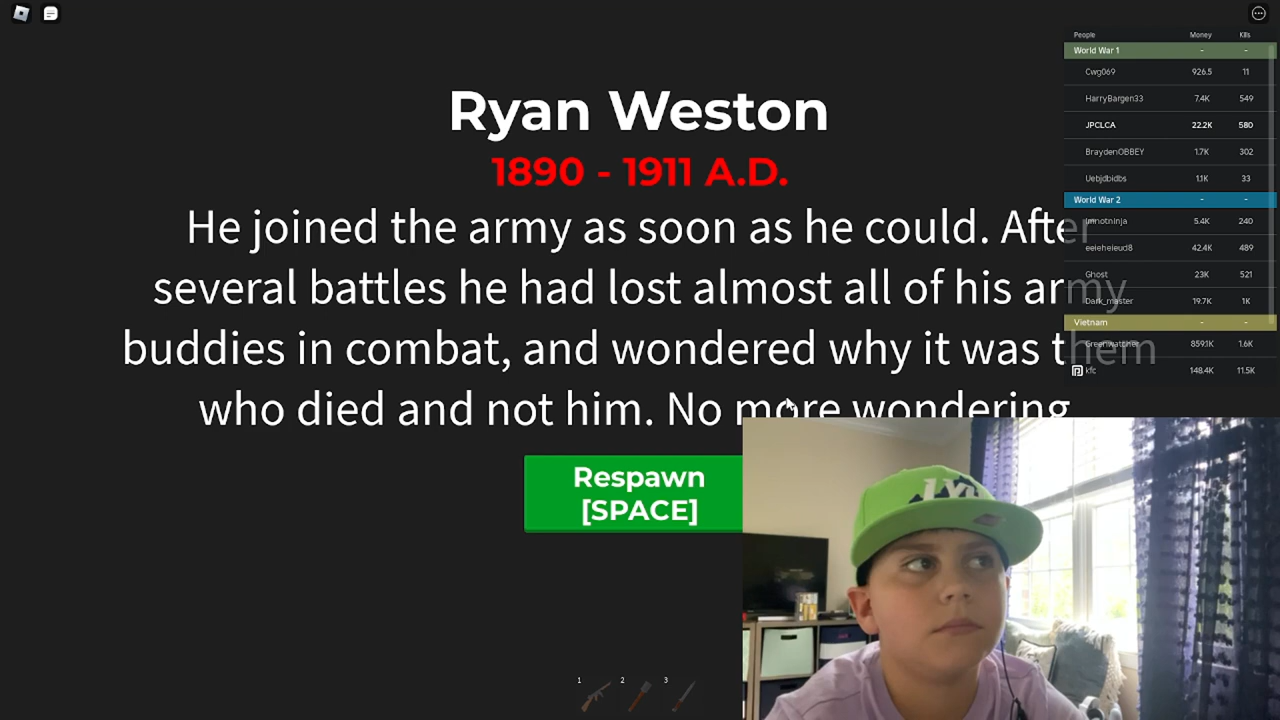 People Money Kills
World War 1 - -
Cwg069 926.5 11
HarryBargen33 7.4K 549
JPCLCA 22.2K 580
BraydenOBBEY 1.7K 302
Uebjdbidbs 1.1K 33
World War 2 - -
Imnotninja 5.4K 240
eeieheieud8 42.4K 489
Ghost 23K 521
Dark_master 19.7K 1K
Vietnam - -
Greenwatcher 859.1K 1.6K
kfc 148.4K 11.5K
Ryan Weston
1890 - 1911 A.D.
He joined the army as soon as he could. After
several battles he had lost almost all of his army
buddies in combat, and wondered why it was them
who died and not him. No more wondering
Respawn
[SPACE]
1 2 3